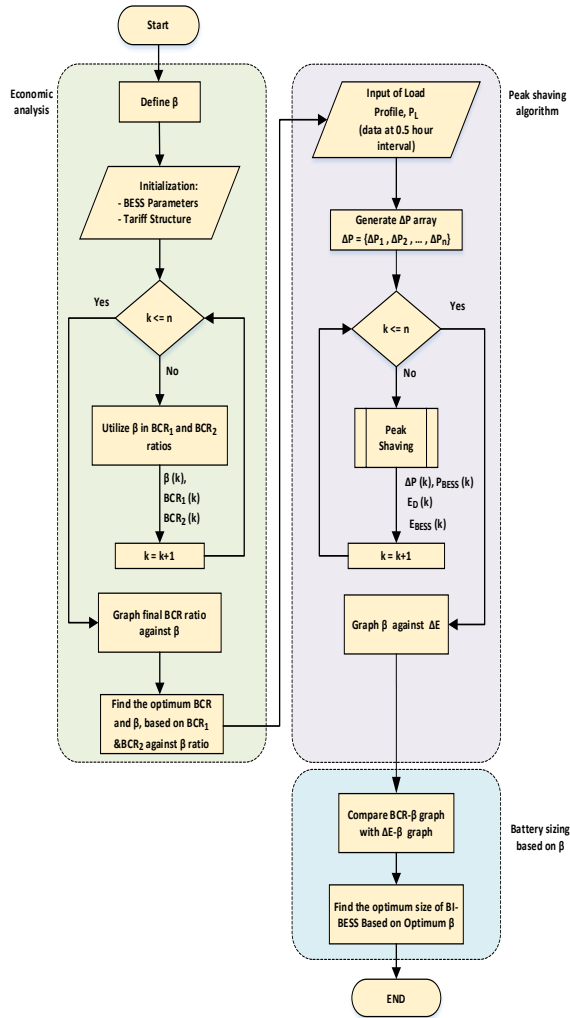 Start
Economic
analysis
Define β
Initialization:
- BESS Parameters
- Tariff Structure
Yes
k <= n
No
Utilize β in BCR₁ and BCR₂
ratios
β (k),
BCR₁ (k)
BCR₂ (k)
k = k+1
Graph final BCR ratio
against β
Find the optimum BCR
and β, based on BCR₁
&BCR₂ against β ratio
Peak shaving
algorithm
Input of Load
Profile, P_L
(data at 0.5 hour
interval)
Generate ΔP array
ΔP = {ΔP₁ , ΔP₂ , ... , ΔPₙ}
k <= n
Yes
No
Peak
Shaving
ΔP (k), P_BESS (k)
E_D (k)
E_BESS (k)
k = k+1
Graph β against ΔE
Compare BCR-β graph
with ΔE-β graph
Battery sizing
based on β
Find the optimum size of BI-
BESS Based on Optimum β
END